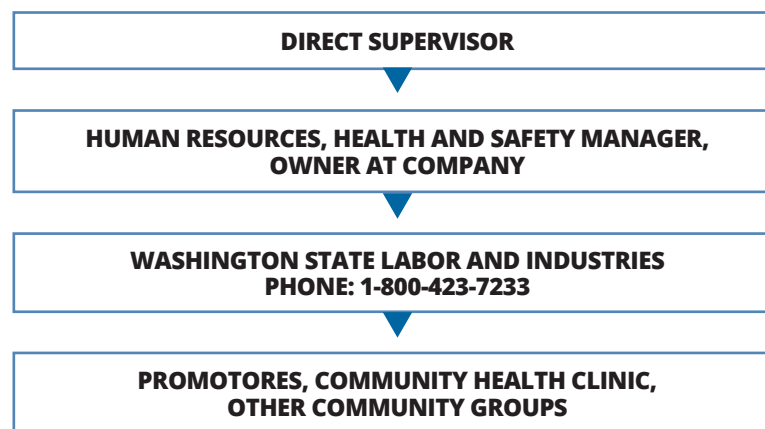 DIRECT SUPERVISOR
HUMAN RESOURCES, HEALTH AND SAFETY MANAGER,
OWNER AT COMPANY
WASHINGTON STATE LABOR AND INDUSTRIES
PHONE: 1-800-423-7233
PROMOTORES, COMMUNITY HEALTH CLINIC,
OTHER COMMUNITY GROUPS